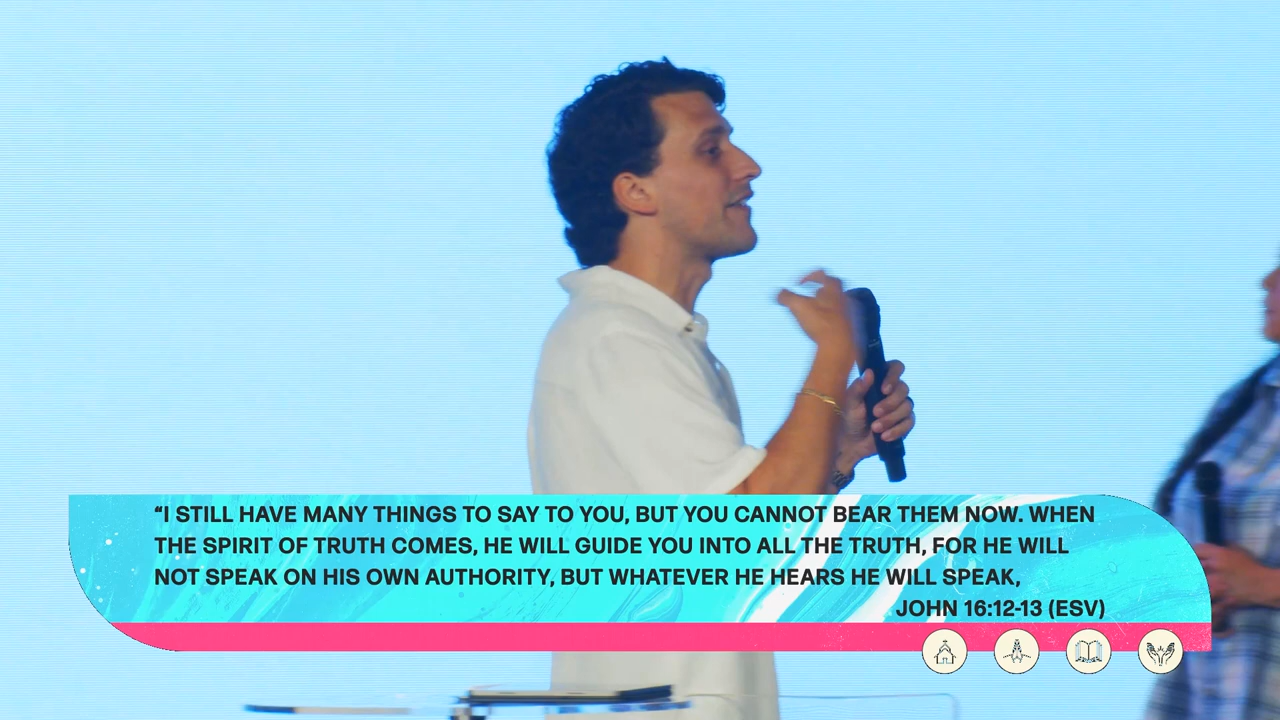 “I STILL HAVE MANY THINGS TO SAY TO YOU, BUT YOU CANNOT BEAR THEM NOW. WHEN
THE SPIRIT OF TRUTH COMES, HE WILL GUIDE YOU INTO ALL THE TRUTH, FOR HE WILL
NOT SPEAK ON HIS OWN AUTHORITY, BUT WHATEVER HE HEARS HE WILL SPEAK,
JOHN 16:12-13 (ESV)